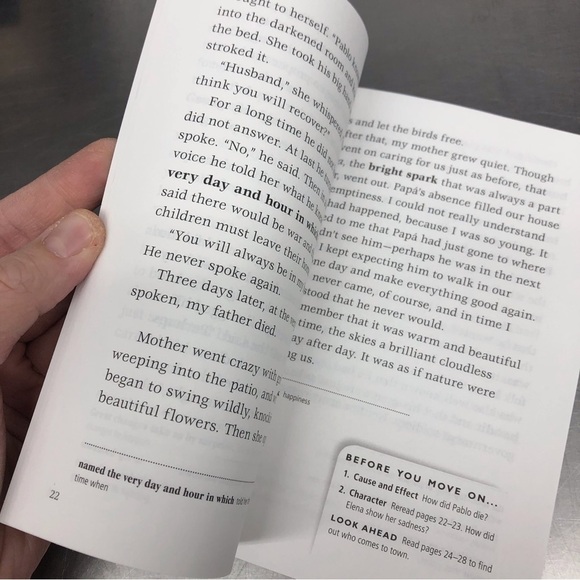 ught to herself. "Pablo
into the darkened room and
the bed. She took his big
stroked it.
"Husband," she whispered
think you will recover?"
For a long time he did
did not answer. At last he
spoke. "No," he said. Then
voice he told her what he
very day and hour in which
said there would be war and
children must leave their
"You will always be in my
He never spoke again.
Three days later, at the
spoken, my father died.
Mother went crazy with
weeping into the patio, and
began to swing wildly,
beautiful flowers. Then she
named the very day and hour in which
time when
22
s and let the birds free.
fter that, my mother grew quiet. Though
ent on caring for us just as before, that
, the bright spark that was always a part
, went out. Papá's absence filled our house
emptiness. I could not really understand
had happened, because I was so young. It
ed to me that Papá had just gone to where
dn't see him—perhaps he was in the next
I kept expecting him to walk in our
e day and make everything good again.
never came, of course, and in time I
stood that he never would.
member that it was warm and beautiful
time, the skies a brilliant cloudless
ay after day. It was as if nature were
ng us.
happiness
BEFORE YOU MOVE ON...
1. Cause and Effect How did Pablo die?
2. Character Reread pages 22–23. How did
Elena show her sadness?
LOOK AHEAD Read pages 24–28 to find
out who comes to town.